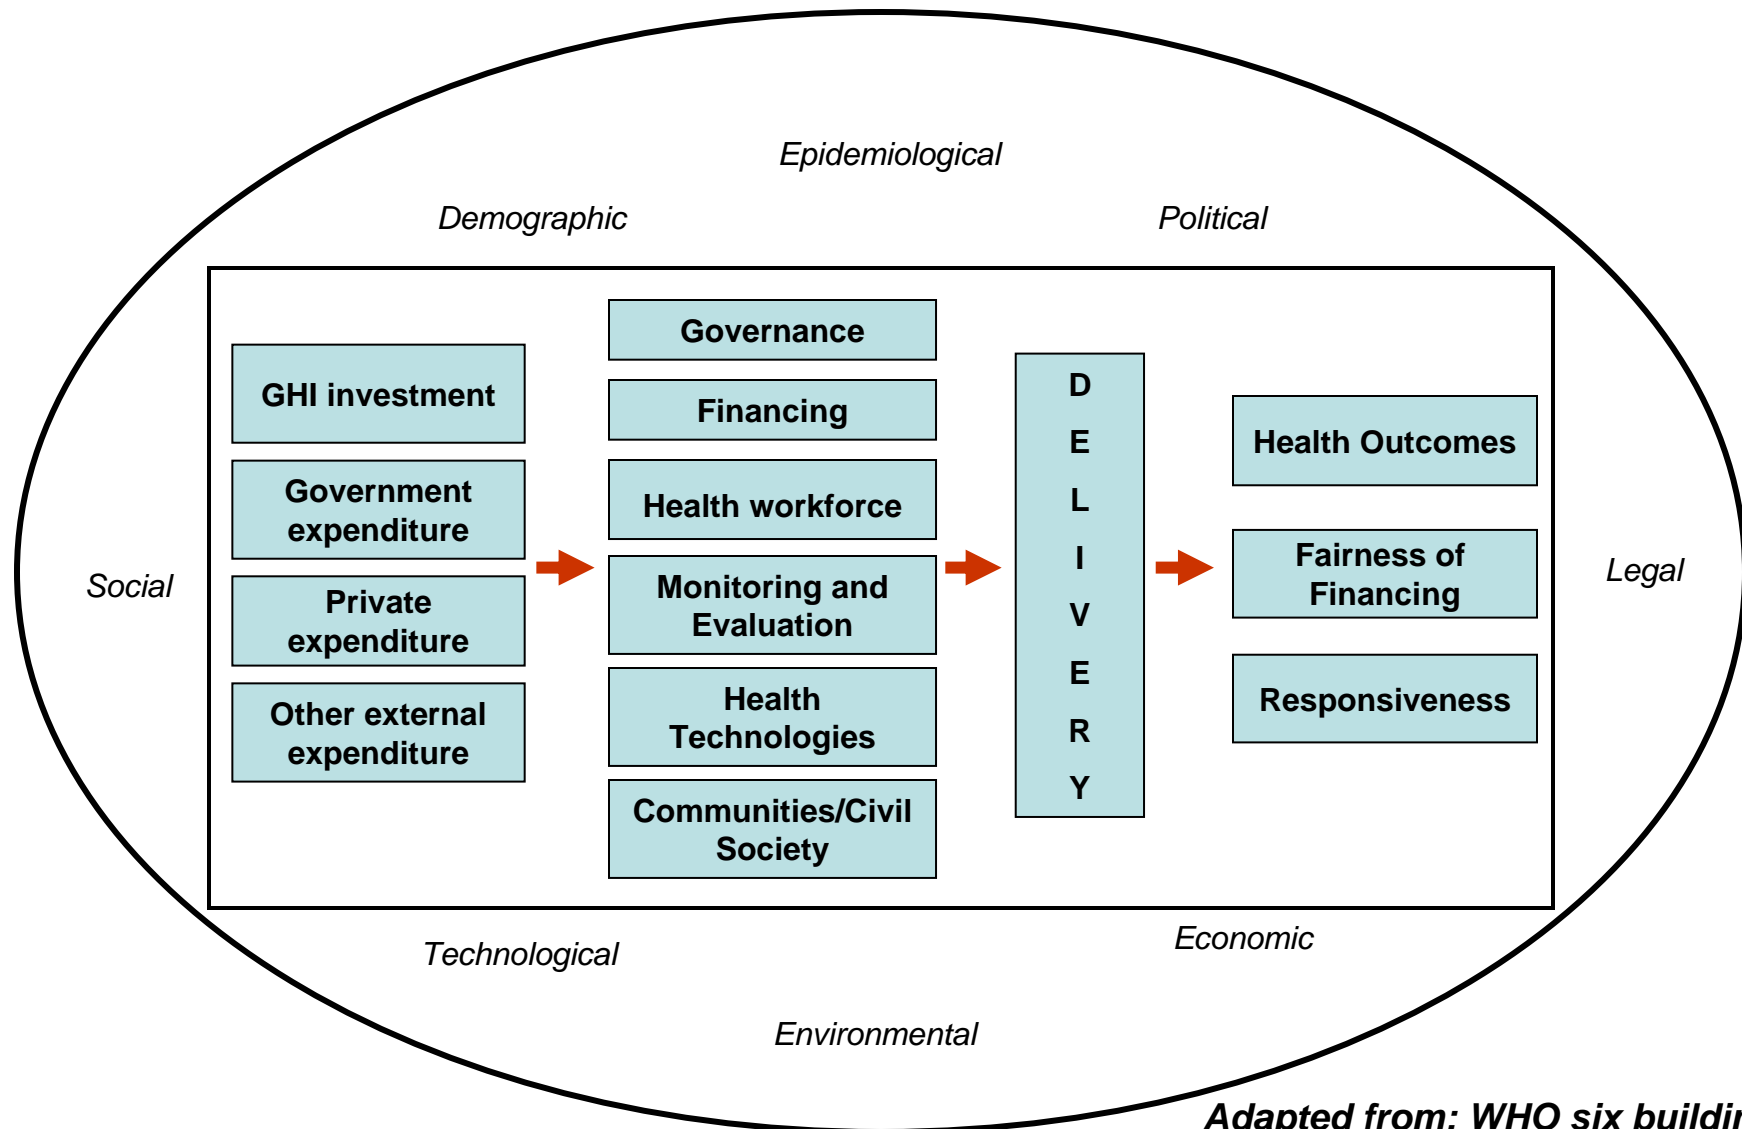 Epidemiological
Demographic
Political
Social
GHI investment
Government
expenditure
Private
expenditure
Other external
expenditure
Governance
Financing
Health workforce
Monitoring and
Evaluation
Health
Technologies
Communities/Civil
Society
D
E
L
I
V
E
R
Y
Health Outcomes
Fairness of
Financing
Responsiveness
Legal
Technological
Economic
Environmental
Adapted from: WHO six